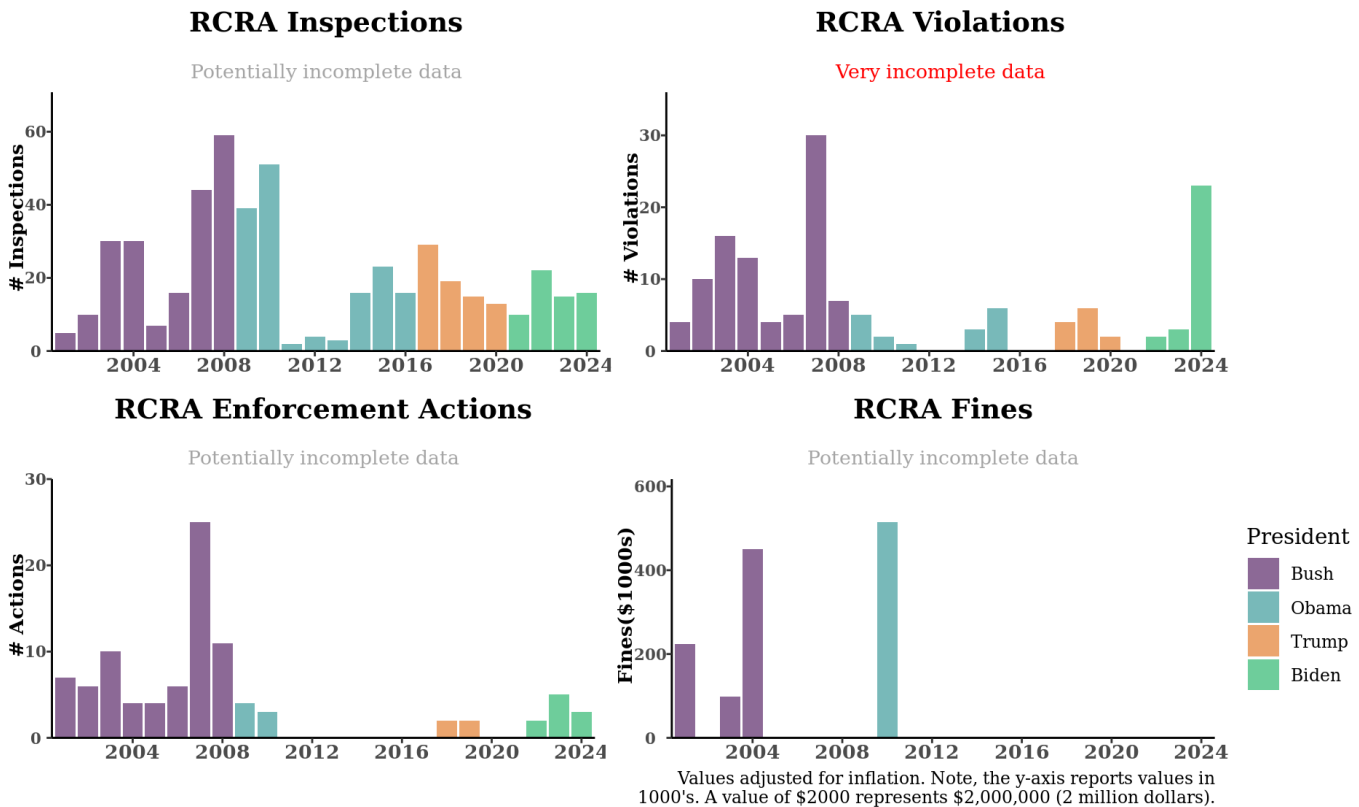 RCRA Inspections
Potentially incomplete data
# Inspections
60
40
20
0
2004 2008 2012 2016 2020 2024
RCRA Violations
Very incomplete data
# Violations
30
20
10
0
2004 2008 2012 2016 2020 2024
RCRA Enforcement Actions
Potentially incomplete data
# Actions
30
20
10
0
2004 2008 2012 2016 2020 2024
RCRA Fines
Potentially incomplete data
Fines($1000s)
600
400
200
0
2004 2008 2012 2016 2020 2024
President
Bush
Obama
Trump
Biden
Values adjusted for inflation. Note, the y-axis reports values in
1000's. A value of $2000 represents $2,000,000 (2 million dollars).